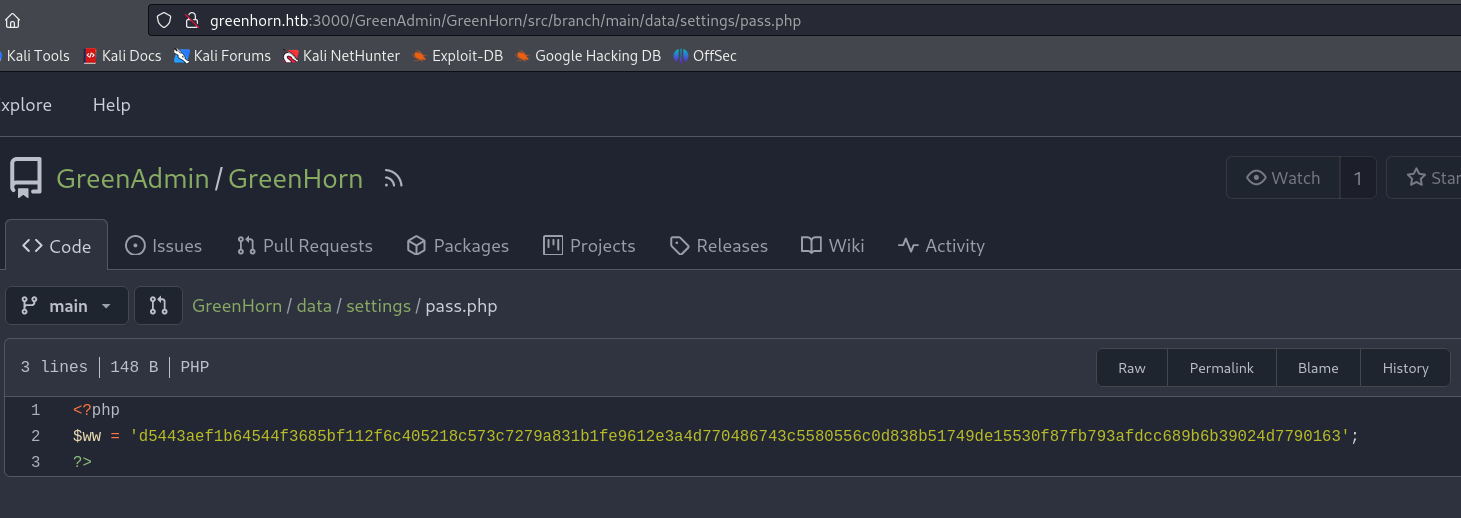 greenhorn.htb:3000/GreenAdmin/GreenHorn/src/branch/main/data/settings/pass.php
Kali Tools Kali Docs Kali Forums Kali NetHunter Exploit-DB Google Hacking DB OffSec
xplore Help
GreenAdmin/GreenHorn Watch 1 Star
Code Issues Pull Requests Packages Projects Releases Wiki Activity
main GreenHorn / data / settings / pass.php
3 lines | 148 B | PHP Raw Permalink Blame History
1 <?php
2 $ww = 'd5443aef1b64544f3685bf112f6c405218c573c7279a831b1fe9612e3a4d770486743c5580556c0d838b51749de15530f87fb793afdcc689b6b39024d7790163';
3 ?>